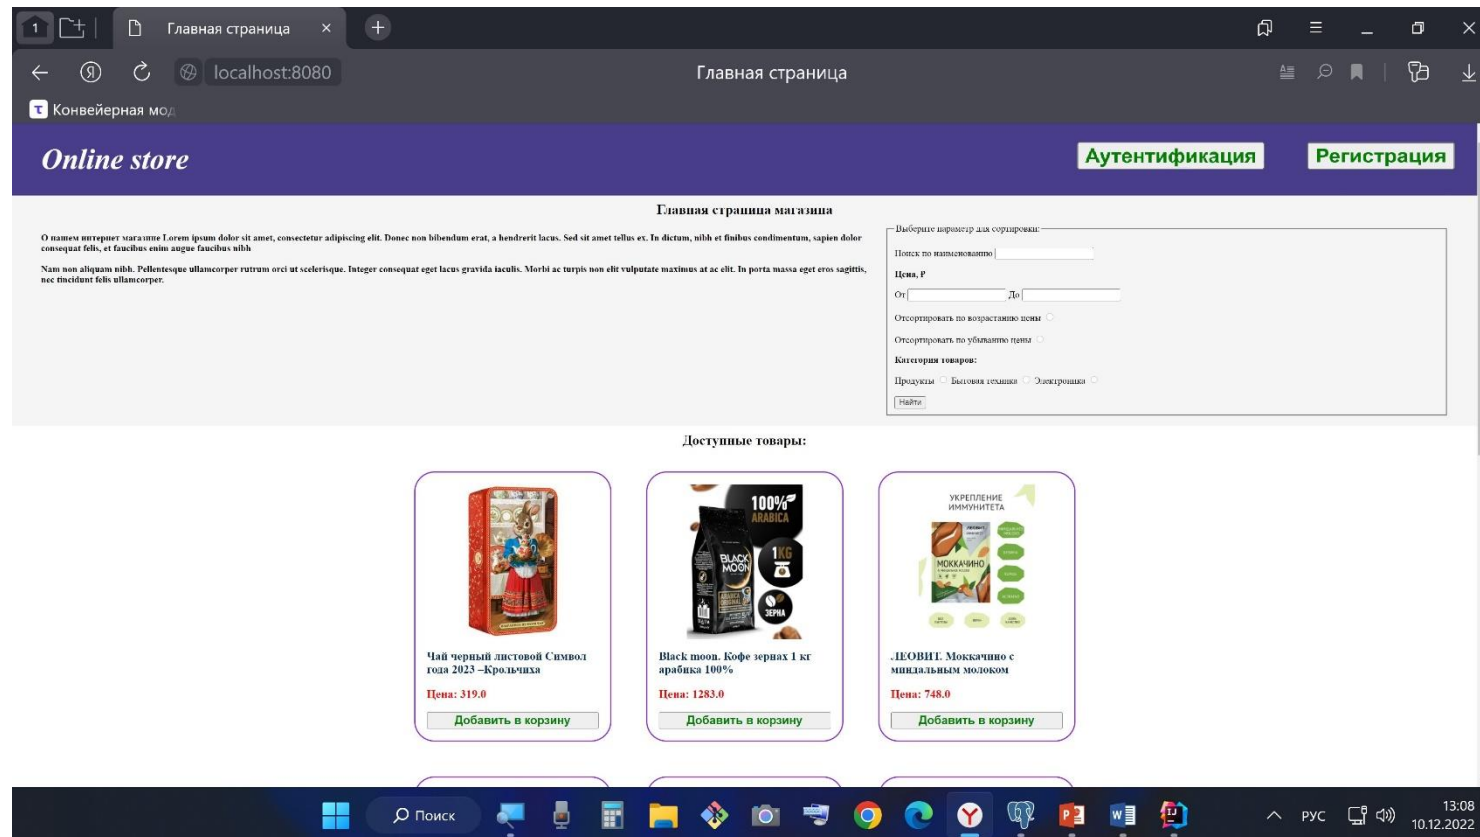 1
Главная страница
localhost:8080
Главная страница
Конвейерная мод
Online store
Аутентификация
Регистрация
Главная страница магазина
О нашем интернет магазине Lorem ipsum dolor sit amet, consectetur adipiscing elit. Donec non bibendum erat, a hendrerit lacus. Sed sit amet tellus ex. In dictum, nibh et finibus condimentum, sapien dolor
consequat felis, et faucibus enim augue faucibus nibh
Nam non aliquam nibh. Pellentesque ullamcorper rutrum orci ut scelerisque. Integer consequat eget lacus gravida iaculis. Morbi ac turpis non elit vulputate maximus at ac elit. In porta massa eget eros sagittis,
nec tincidunt felis ullamcorper.
Выберите параметр для сортировки:
Поиск по наименованию
Цена, ₽
От До
Отсортировать по возрастанию цены
Отсортировать по убыванию цены
Категория товаров:
Продукты Бытовая техника Электроника
Найти
Доступные товары:
Чай черный листовой Символ
года 2023 –Крольчиха
Цена: 319.0
Добавить в корзину
100%
ARABICA
1KG
BLACK
MOON
ЗЕРНА
Black moon. Кофе зернах 1 кг
арабика 100%
Цена: 1283.0
Добавить в корзину
УКРЕПЛЕНИЕ
ИММУНИТЕТА
МОККАЧИНО
ЛЕОВИТ. Моккачино с
миндальным молоком
Цена: 748.0
Добавить в корзину
Поиск
РУС
13:08
10.12.2022